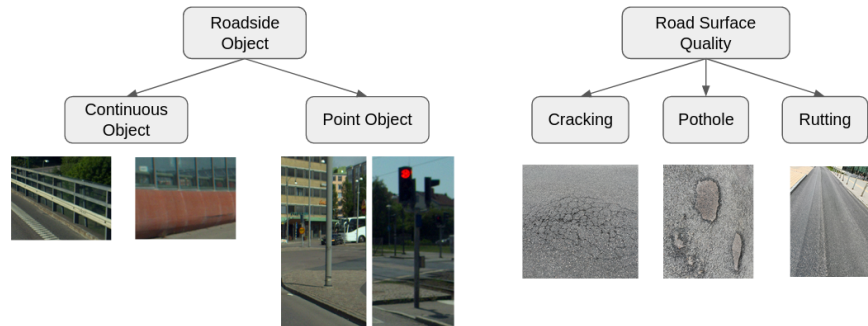 Roadside
Object
Road Surface
Quality
Continuous
Object
Point Object
Cracking
Pothole
Rutting